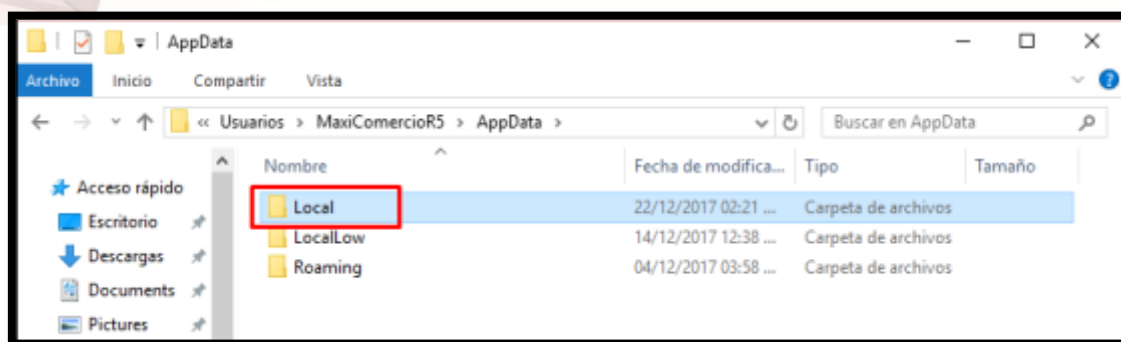 AppData
Archivo Inicio Compartir Vista
« Usuarios > MaxiComercioR5 > AppData > Buscar en AppData
Nombre Fecha de modifica... Tipo Tamaño
Acceso rápido
Local 22/12/2017 02:21 ... Carpeta de archivos
Escritorio
LocalLow 14/12/2017 12:38 ... Carpeta de archivos
Descargas
Roaming 04/12/2017 03:58 ... Carpeta de archivos
Documents
Pictures